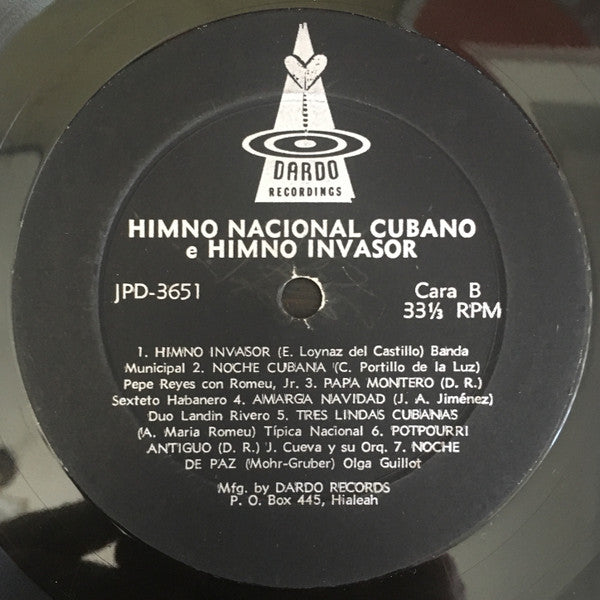 DARDO
RECORDINGS
HIMNO NACIONAL CUBANO
e HIMNO INVASOR
JPD-3651 Cara B
33⅓ RPM
1. HIMNO INVASOR (E. Loynaz del Castillo) Banda
Municipal 2. NOCHE CUBANA (C. Portillo de la Luz)
Pepe Reyes con Romeu, Jr. 3. PAPA MONTERO (D. R.)
Sexteto Habanero 4. AMARGA NAVIDAD (J. A. Jiménez)
Duo Landin Rivero 5. TRES LINDAS CUBANAS
(A. Maria Romeu) Típica Nacional 6. POTPOURRI
ANTIGUO (D. R.) J. Cueva y su Orq. 7. NOCHE
DE PAZ (Mohr-Gruber) Olga Guillot
Mfg. by DARDO RECORDS
P. O. Box 445, Hialeah